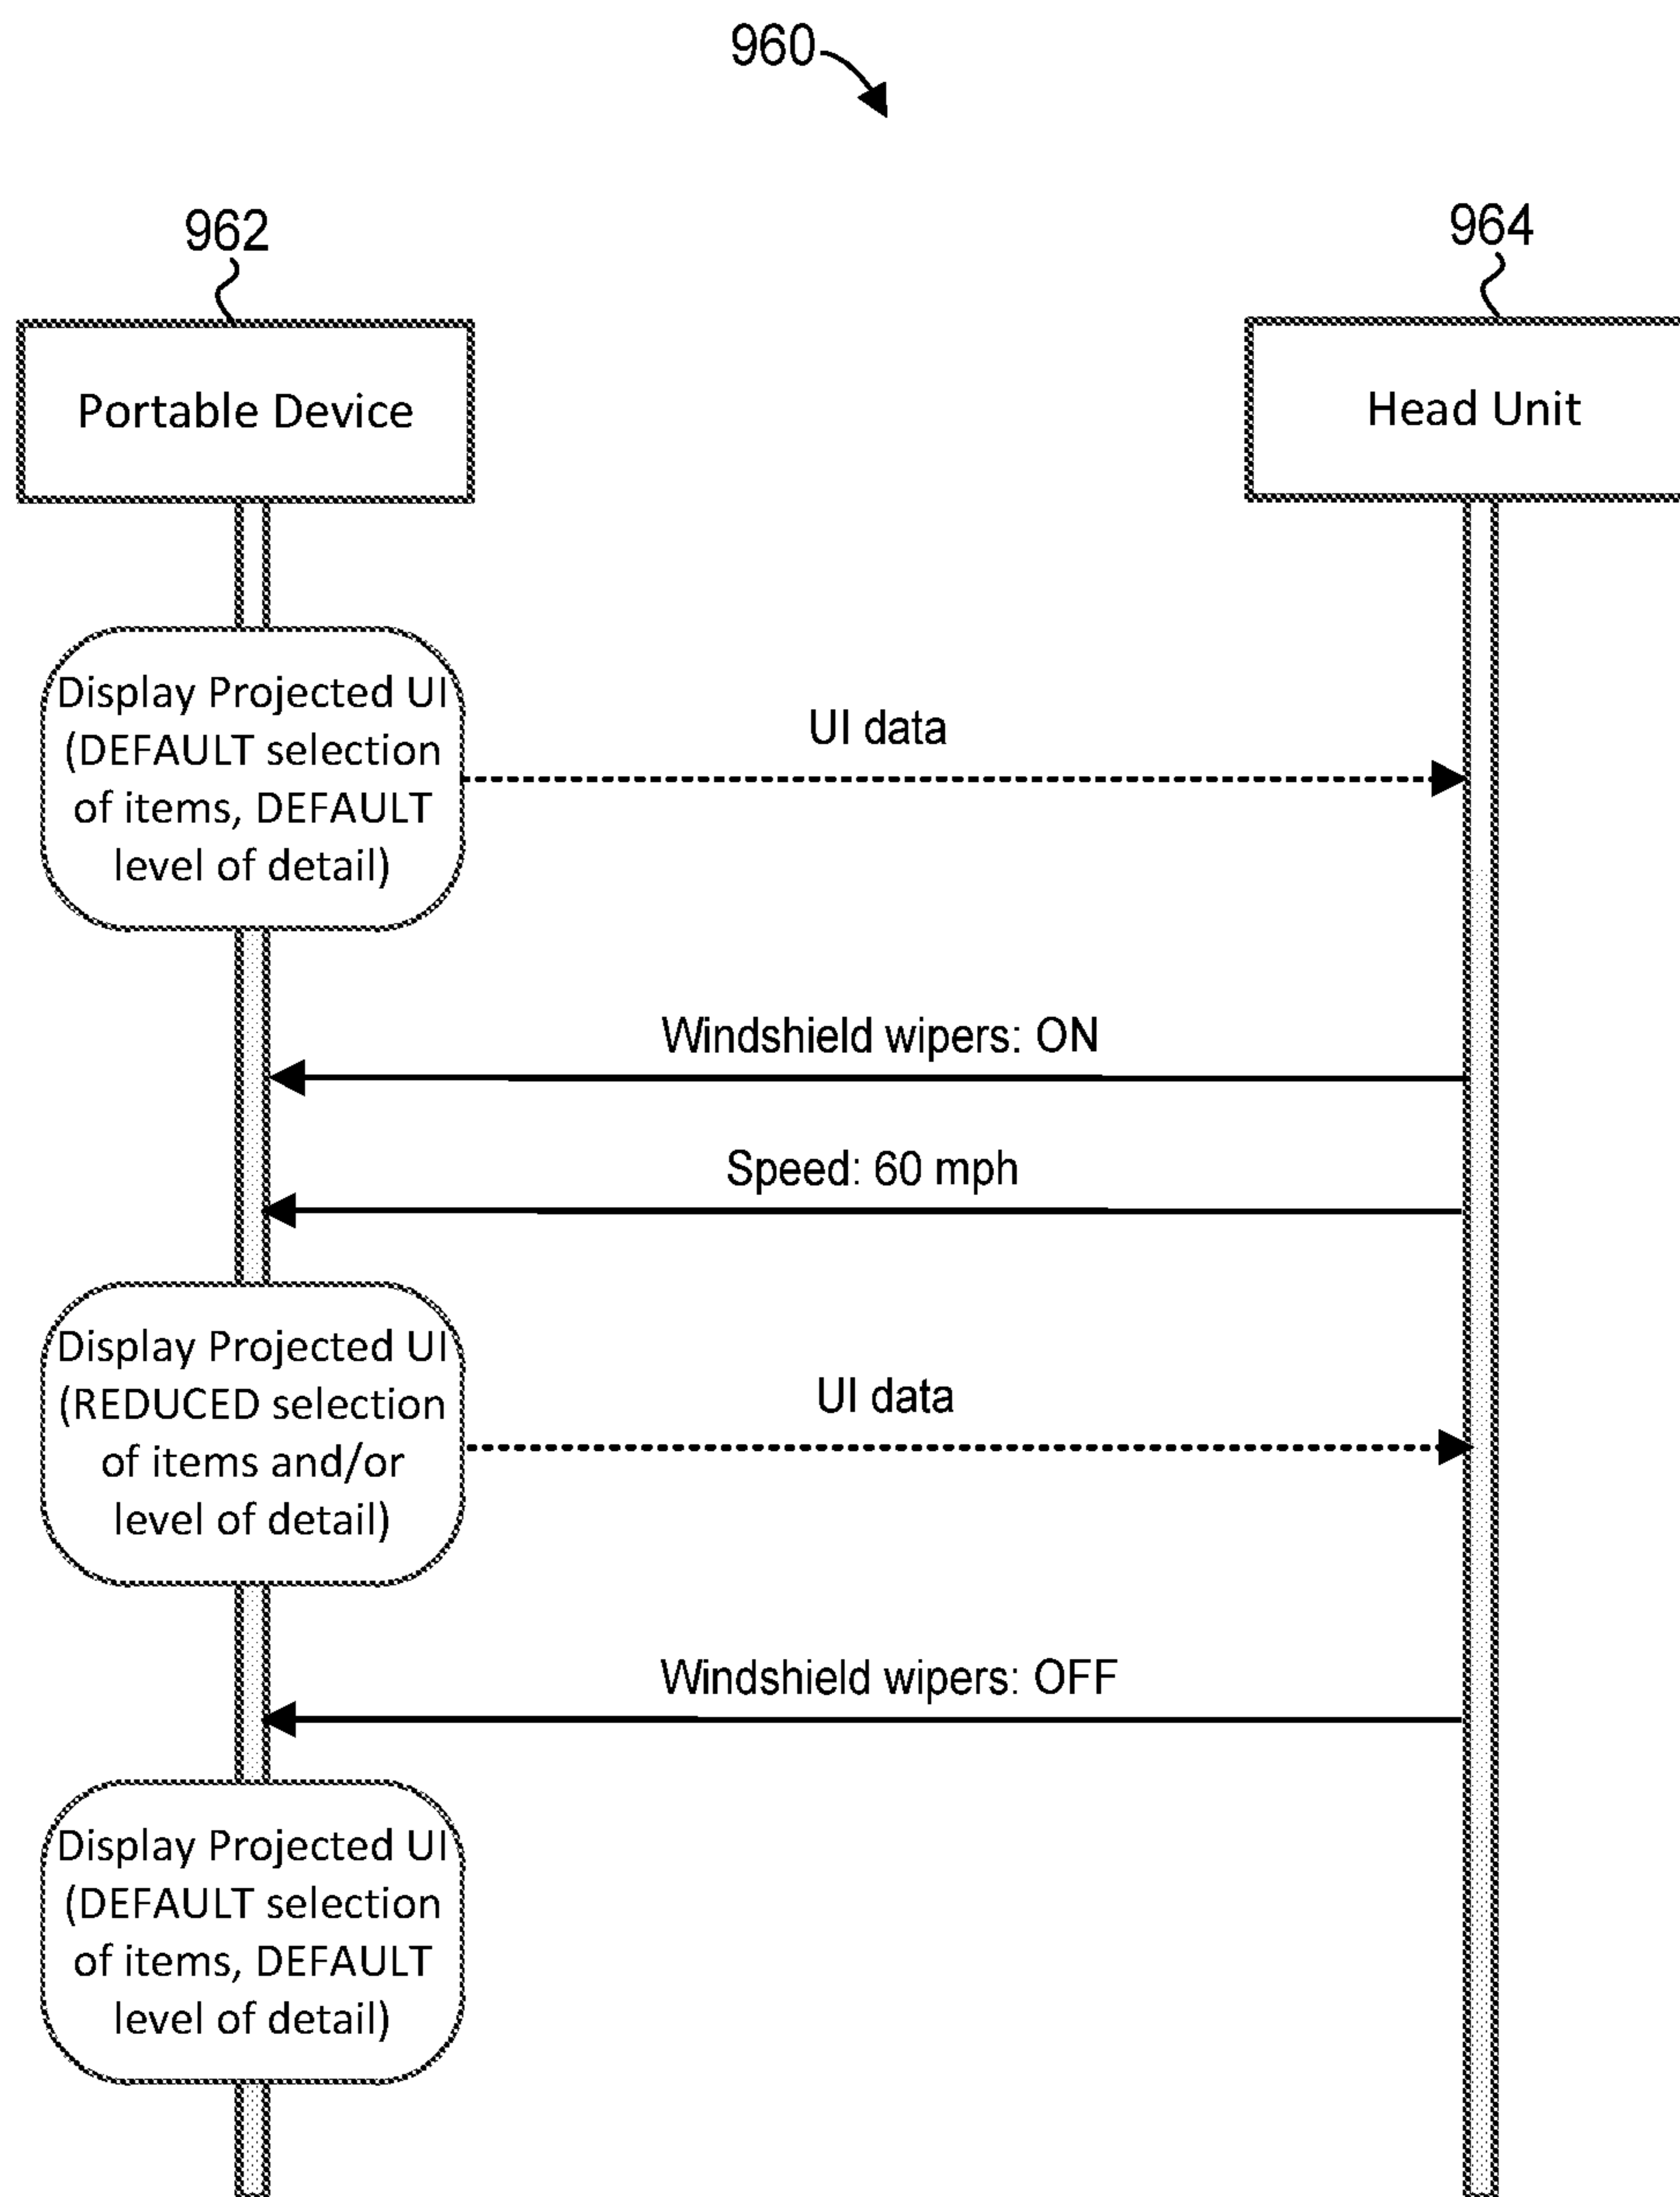 960
962
964
Portable Device
Head Unit
Display Projected UI
(DEFAULT selection
of items, DEFAULT
level of detail)
UI data
Windshield wipers: ON
Speed: 60 mph
Display Projected UI
(REDUCED selection
of items and/or
level of detail)
UI data
Windshield wipers: OFF
Display Projected UI
(DEFAULT selection
of items, DEFAULT
level of detail)